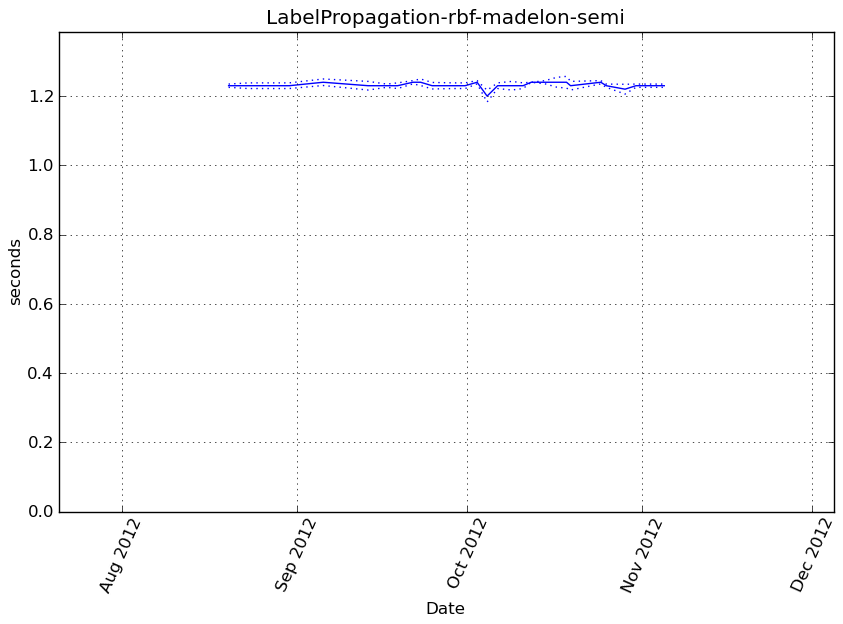 LabelPropagation-rbf-madelon-semi
1.2
1.0
0.8
0.6
0.4
0.2
0.0
seconds
Aug 2012
Sep 2012
Oct 2012
Nov 2012
Dec 2012
Date